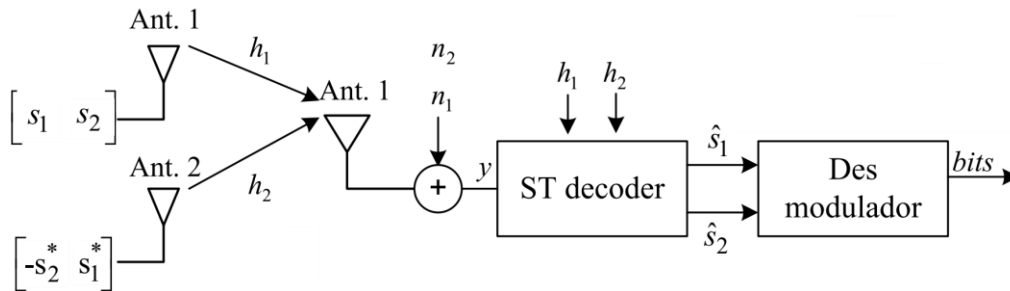 Ant. 1
h₁
[s₁ s₂]
Ant. 2
h₂
[-s₂* s₁*]
Ant. 1
n₂
n₁
+
y
h₁ h₂
ST decoder
ŝ₁
ŝ₂
Des
modulador
bits